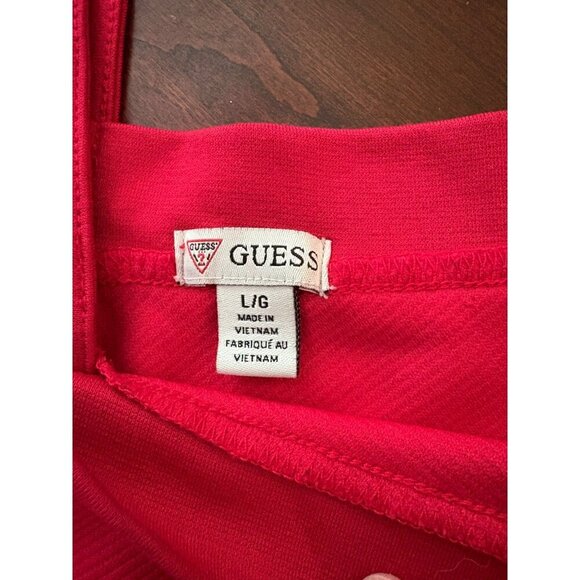 GUESS
?
GUESS
L/G
MADE IN
VIETNAM
FABRIQUÉ AU
VIETNAM